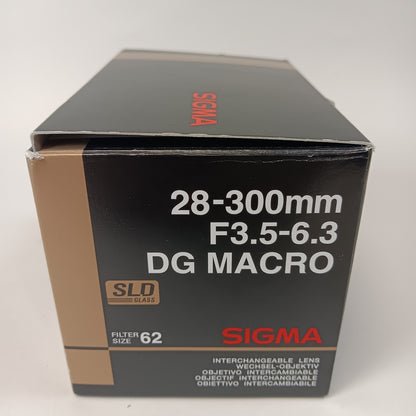 SIGMA
28-300mm
F3.5-6.3
DG MACRO
SLD
GLASS
FILTER
SIZE 62
SIGMA
INTERCHANGEABLE LENS
WECHSEL-OBJEKTIV
OBJETIVO INTERCAMBIABLE
OBJECTIF INTERCHANGEABLE
OBIETTIVO INTERCAMBIABILE